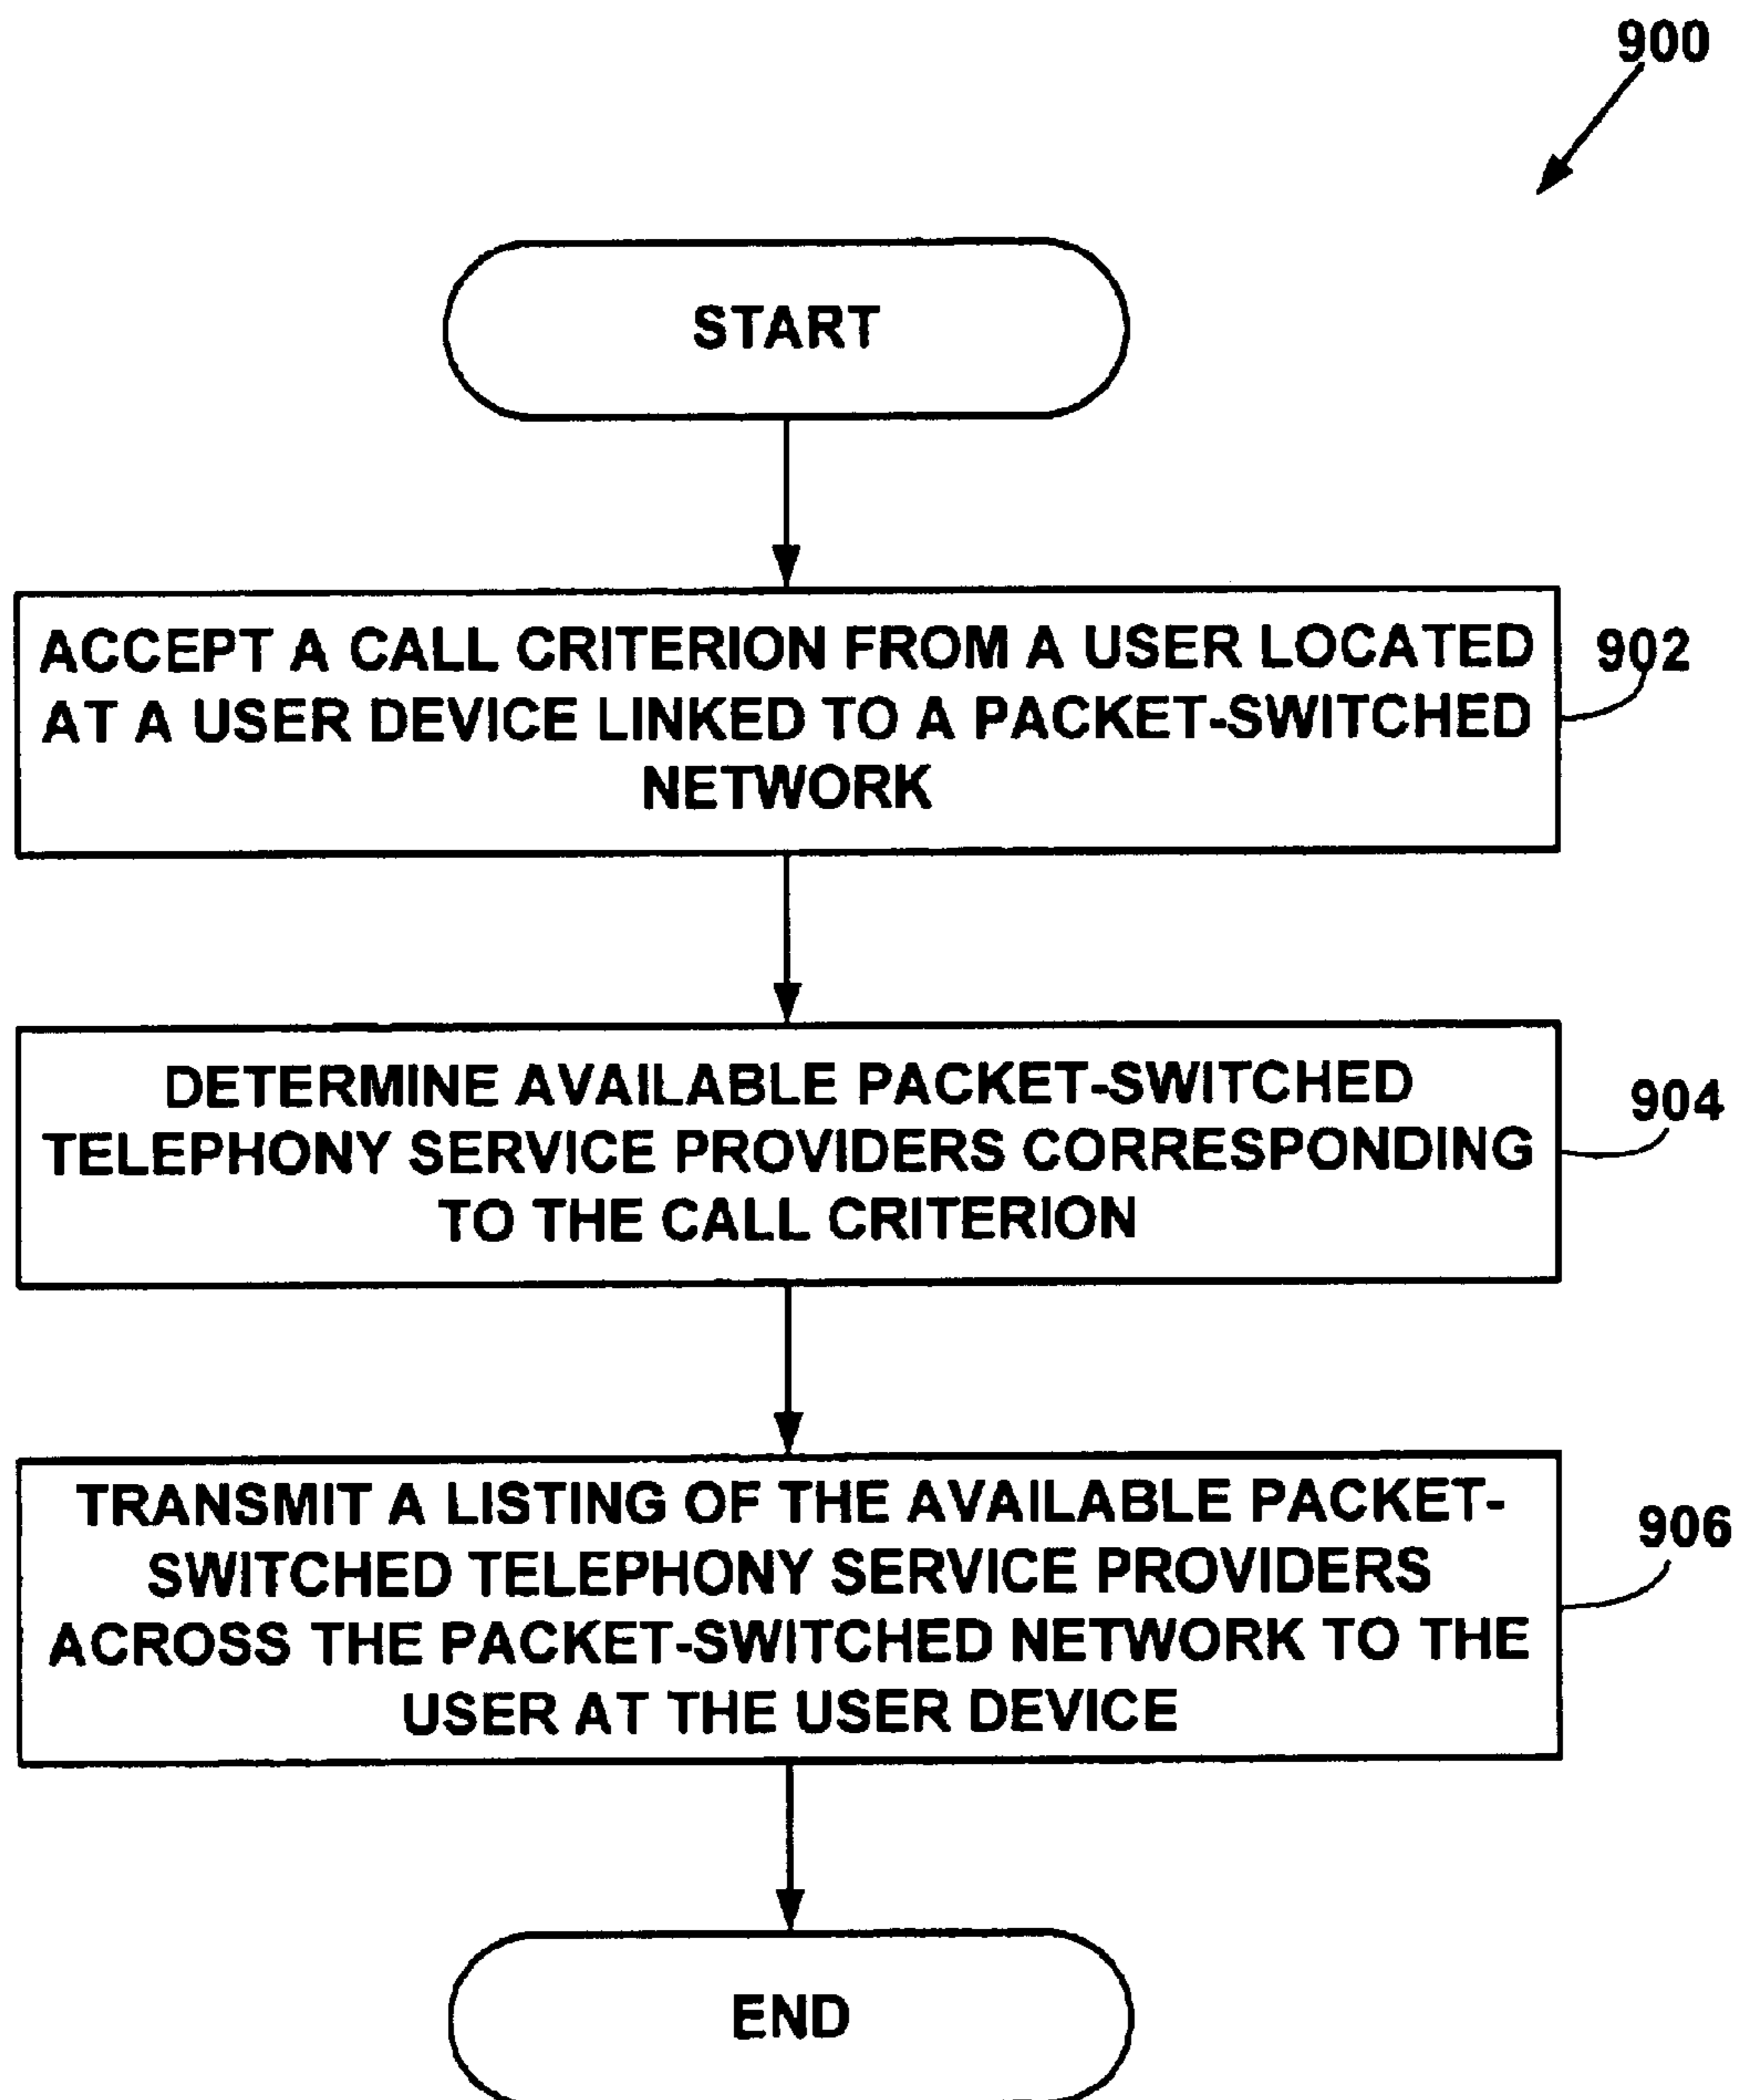 900
START
ACCEPT A CALL CRITERION FROM A USER LOCATED
AT A USER DEVICE LINKED TO A PACKET-SWITCHED
NETWORK
902
DETERMINE AVAILABLE PACKET-SWITCHED
TELEPHONY SERVICE PROVIDERS CORRESPONDING
TO THE CALL CRITERION
904
TRANSMIT A LISTING OF THE AVAILABLE PACKET-
SWITCHED TELEPHONY SERVICE PROVIDERS
ACROSS THE PACKET-SWITCHED NETWORK TO THE
USER AT THE USER DEVICE
906
END